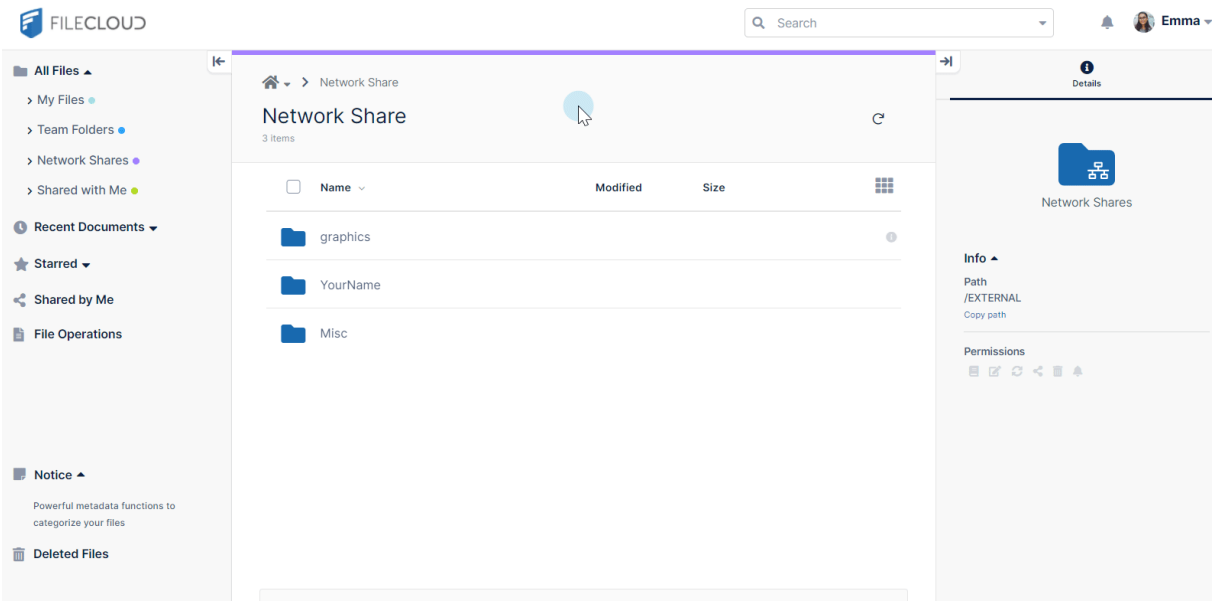 FILECLOUD
Search
Emma
All Files
My Files
Team Folders
Network Shares
Shared with Me
Recent Documents
Starred
Shared by Me
File Operations
Notice
Powerful metadata functions to
categorize your files
Deleted Files
Network Share
Network Share
3 items
Name
Modified
Size
graphics
YourName
Misc
Details
Network Shares
Info
Path
/EXTERNAL
Copy path
Permissions